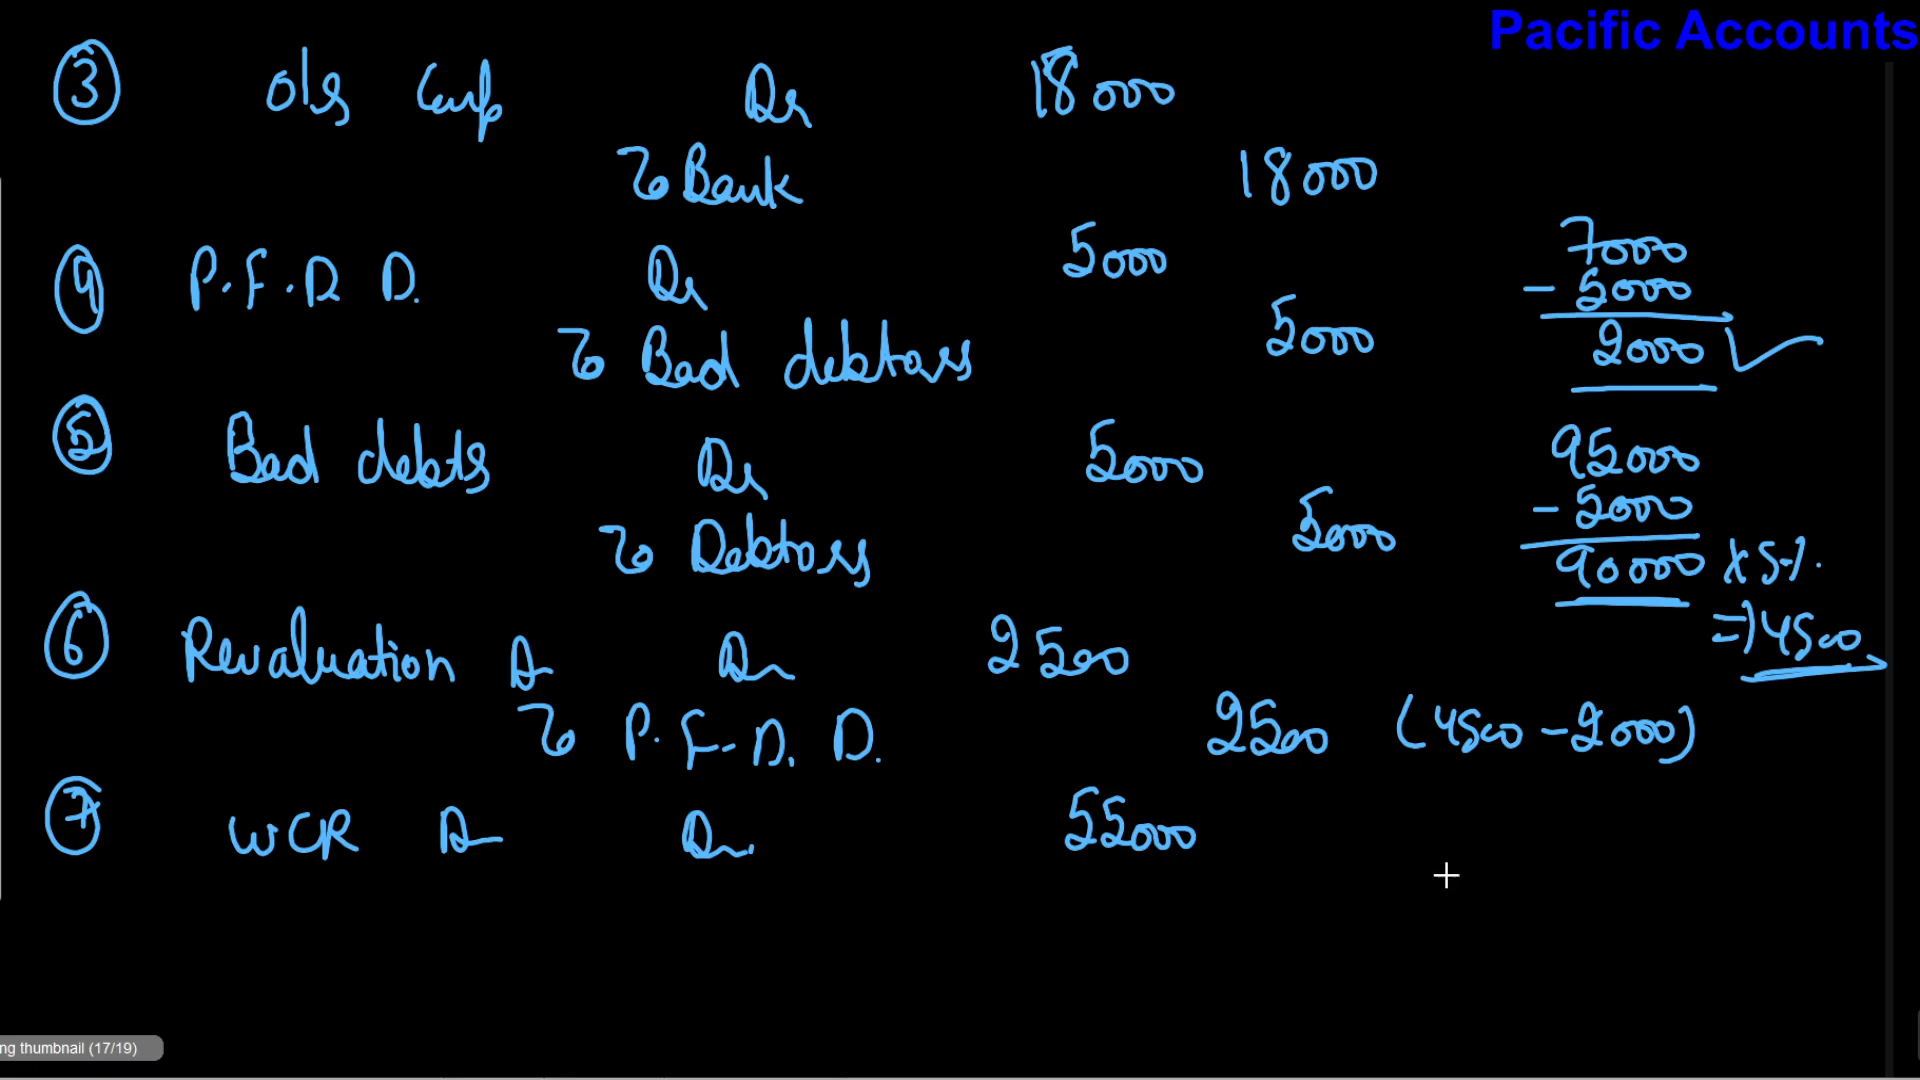 Pacific Accounts
③ o/s Cup Dr 18000
To Bank 18000
④ P.F.D D. Dr 5000
To Bad debtors 5000
7000
- 5000
2000 ✓
⑤ Bad debts Dr 5000
To Debtors 5000
95000
- 5000
90000 x 5%.
=) 4500
⑥ Revaluation A Dr 2500
To P.F.D. D. 2500 (4500 - 2000)
⑦ WCR A Dr. 55000
ng thumbnail (17/19)